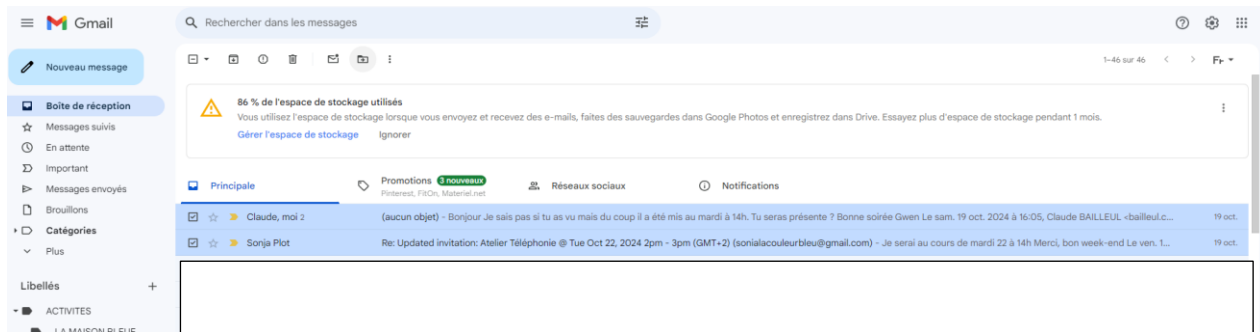 Gmail
Rechercher dans les messages
Nouveau message
1–46 sur 46
Boîte de réception
Messages suivis
En attente
Important
Messages envoyés
Brouillons
Catégories
Plus
Libellés
ACTIVITES
LA MAISON BLEUE
86 % de l'espace de stockage utilisés
Vous utilisez l'espace de stockage lorsque vous envoyez et recevez des e-mails, faites des sauvegardes dans Google Photos et enregistrez dans Drive. Essayez plus d'espace de stockage pendant 1 mois.
Gérer l'espace de stockage Ignorer
Principale
Promotions 3 nouveaux
Pinterest, FitOn, Materiel.net
Réseaux sociaux
Notifications
Claude, moi 2 (aucun objet) - Bonjour Je sais pas si tu as vu mais du coup il a été mis au mardi à 14h. Tu seras présente ? Bonne soirée Gwen Le sam. 19 oct. 2024 à 16:05, Claude BAILLEUL <bailleul.c... 19 oct.
Sonja Plot Re: Updated invitation: Atelier Téléphonie @ Tue Oct 22, 2024 2pm - 3pm (GMT+2) (sonialacouleurbleu@gmail.com) - Je serai au cours de mardi 22 à 14h Merci, bon week-end Le ven. 1... 19 oct.